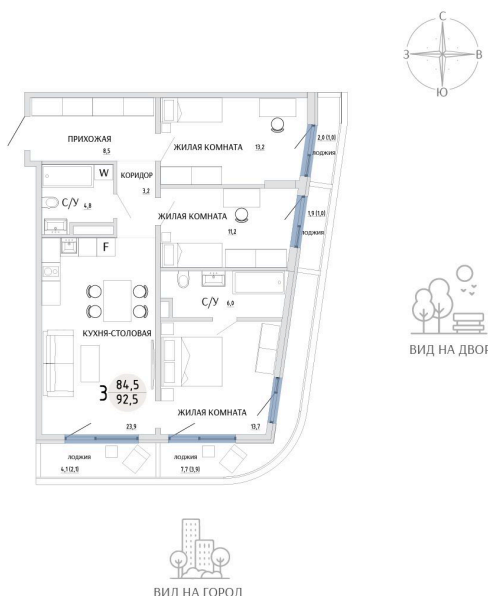 С
З
В
Ю
ПРИХОЖАЯ
8,5
ЖИЛАЯ КОМНАТА
13,2
2,0 (1,0)
ЛОДЖИЯ
W
КОРИДОР
3,2
С/У
4,8
ЖИЛАЯ КОМНАТА
11,2
1,9 (1,0)
ЛОДЖИЯ
F
С/У
6,0
КУХНЯ-СТОЛОВАЯ
3
84,5
92,5
23,9
ЖИЛАЯ КОМНАТА
13,7
ЛОДЖИЯ
4,1 (2,1)
ЛОДЖИЯ
7,7 (3,9)
ВИД НА ДВОР
ВИД НА ГОРОД